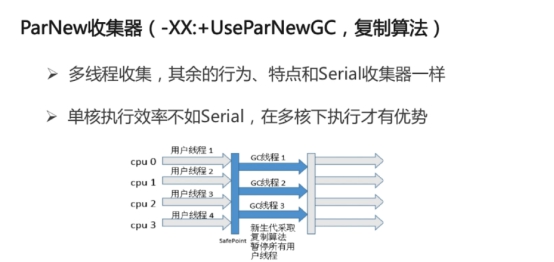 ParNew收集器（-XX:+UseParNewGC，复制算法）
➢ 多线程收集，其余的行为、特点和Serial收集器一样
➢ 单核执行效率不如Serial，在多核下执行才有优势
用户线程 1
GC线程 1
cpu 0
用户线程 2
cpu 1
GC线程 2
用户线程 3
cpu 2
GC线程 3
用户线程 4
cpu 3
新生代采取
复制算法
暂停所有用
户线程
SafePoint